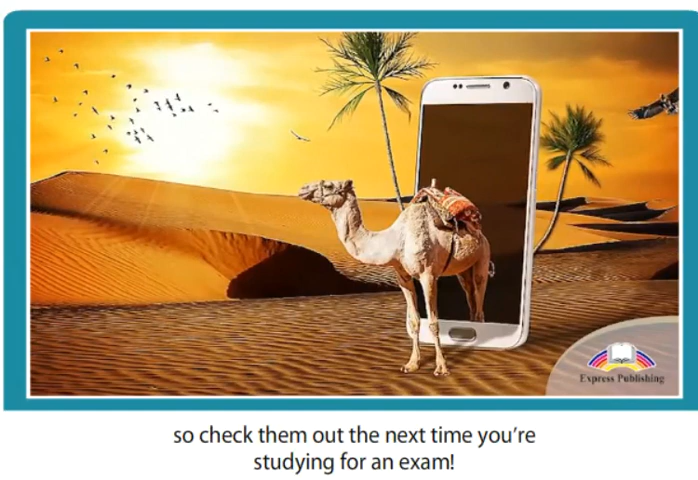 Express Publishing
so check them out the next time you're
studying for an exam!